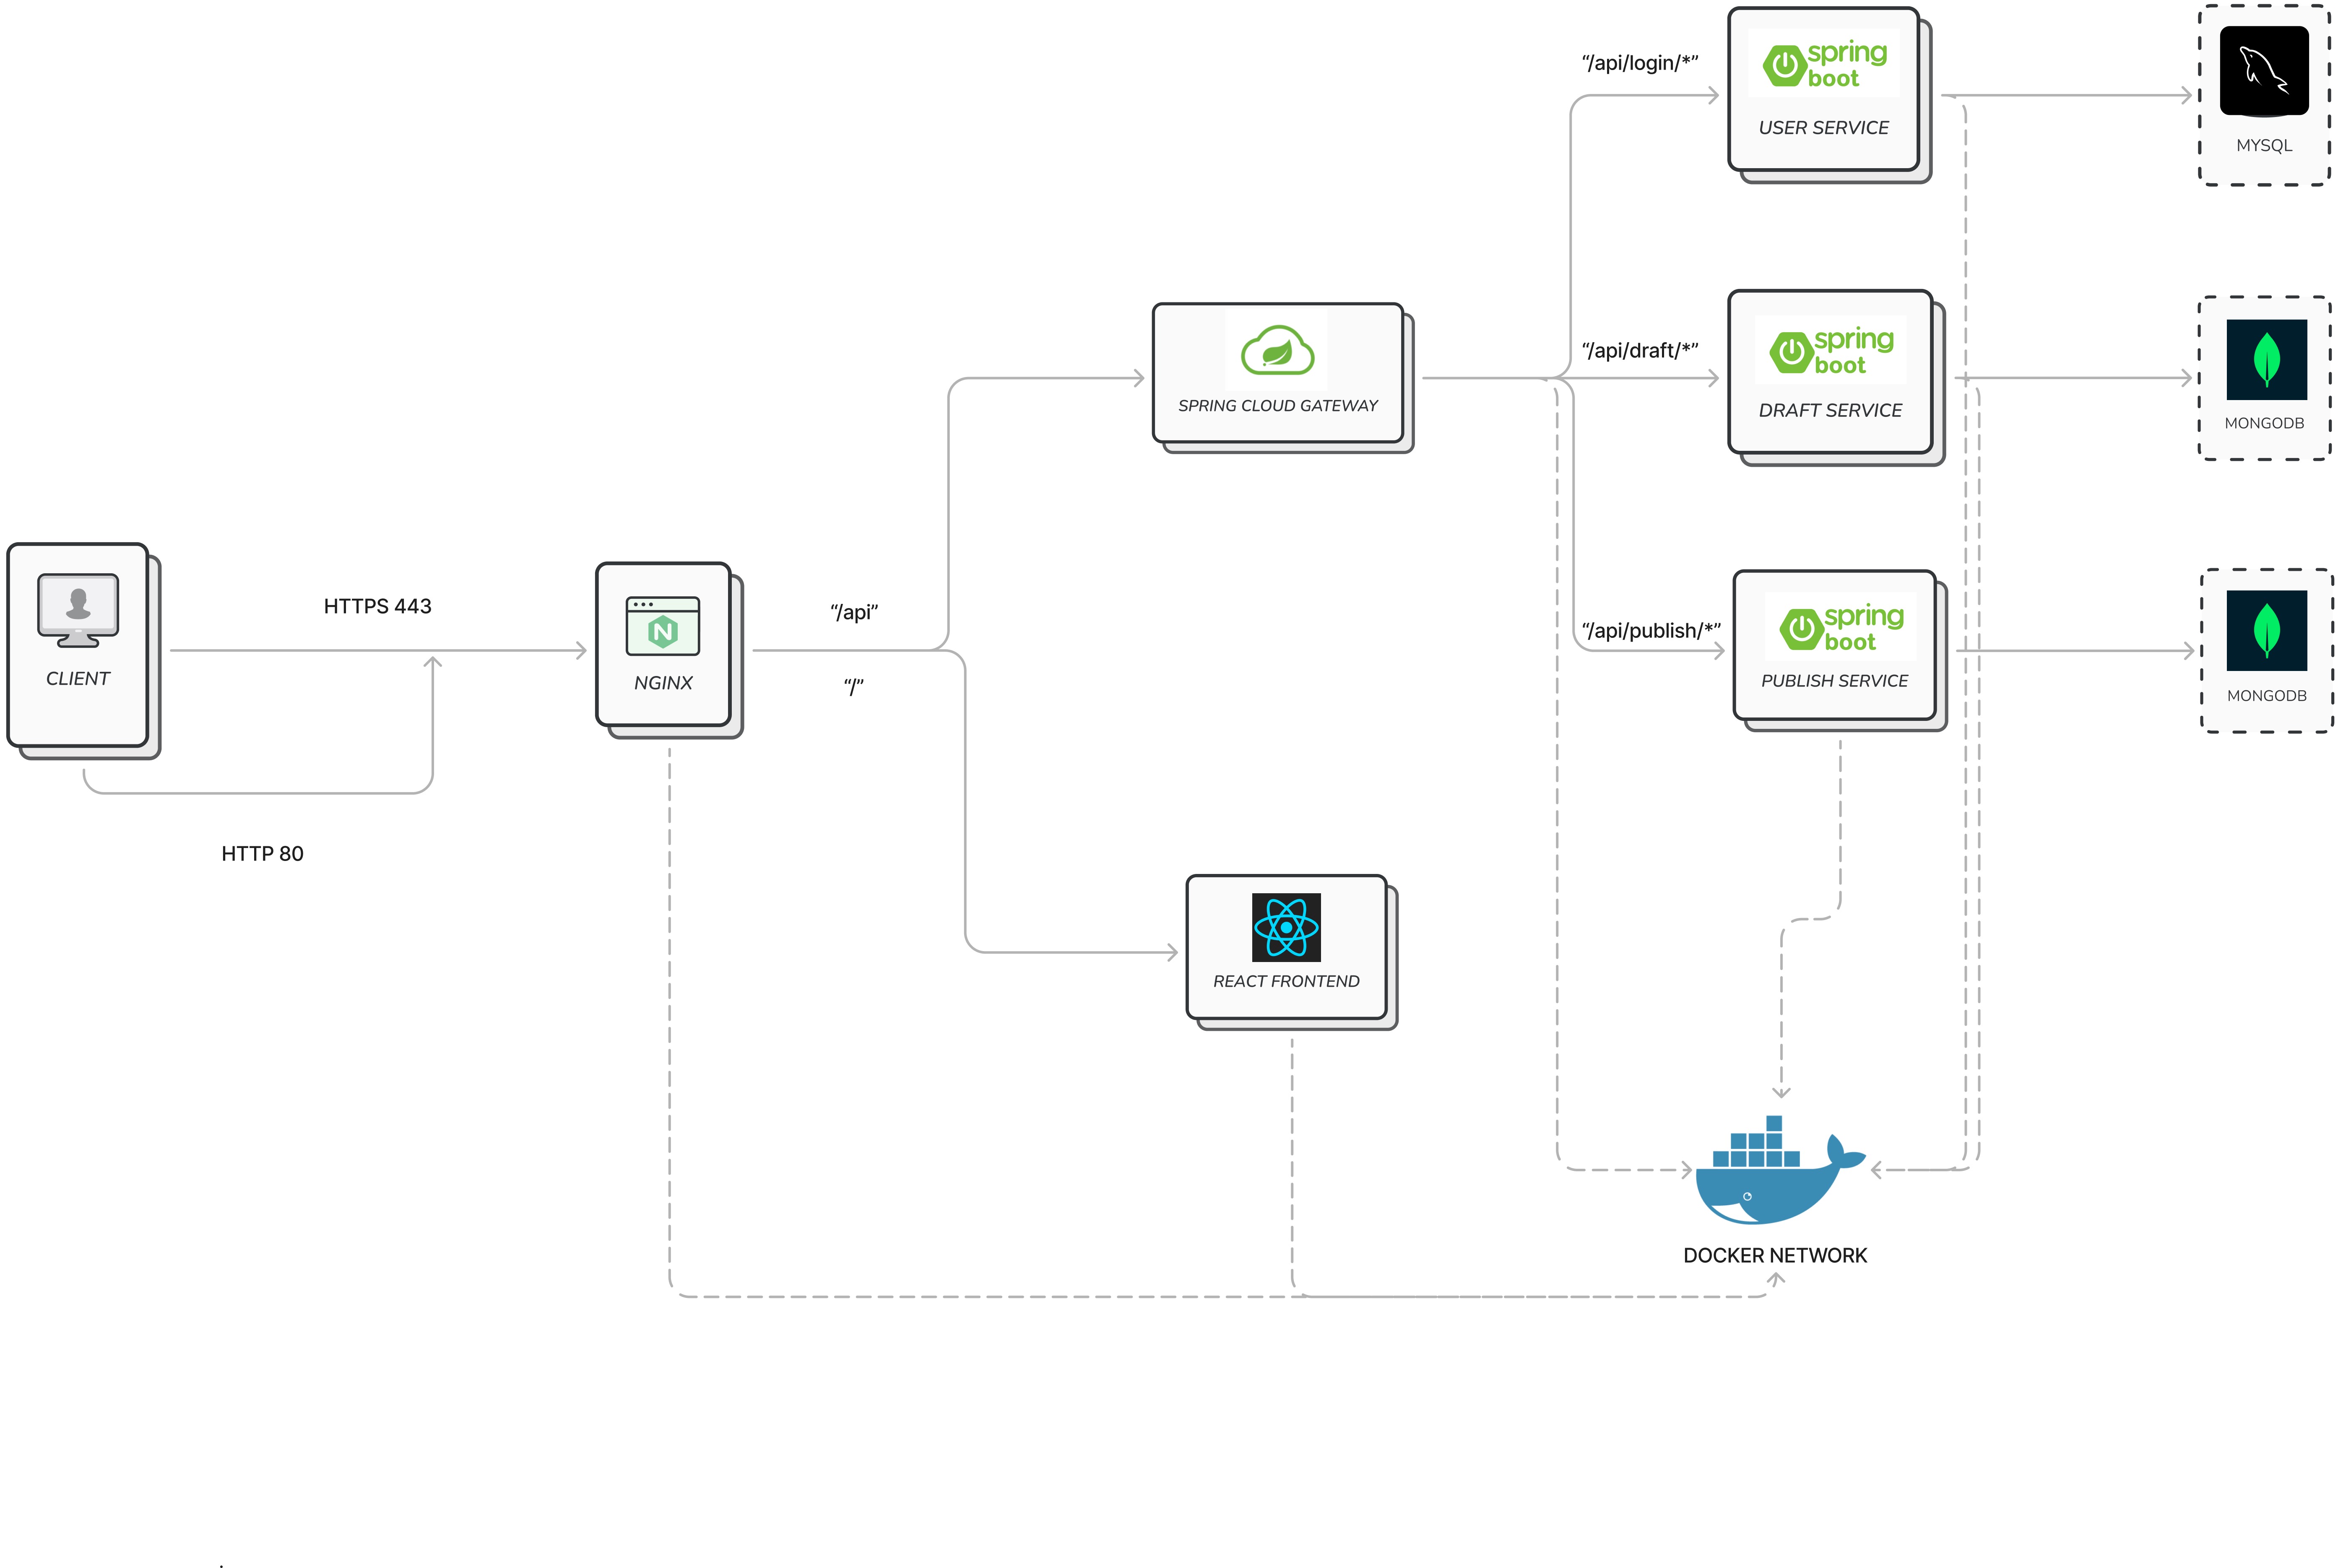 “/api/login/*”
spring
boot
USER SERVICE
MYSQL
SPRING CLOUD GATEWAY
“/api/draft/*”
spring
boot
DRAFT SERVICE
MONGODB
CLIENT
HTTPS 443
HTTP 80
N
NGINX
“/api”
“/”
“/api/publish/*”
spring
boot
PUBLISH SERVICE
MONGODB
REACT FRONTEND
DOCKER NETWORK